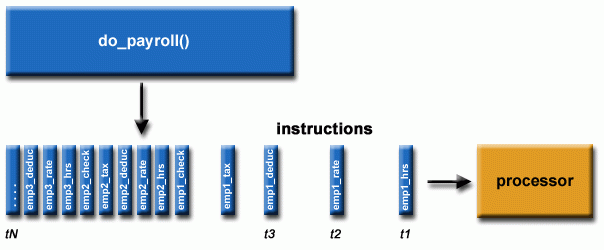 do_payroll()
instructions
. . . .
emp3_deduc
emp3_rate
emp3_hrs
emp2_check
emp2_tax
emp2_deduc
emp2_rate
emp2_hrs
emp1_check
emp1_tax
emp1_deduc
emp1_rate
emp1_hrs
processor
tN
t3
t2
t1